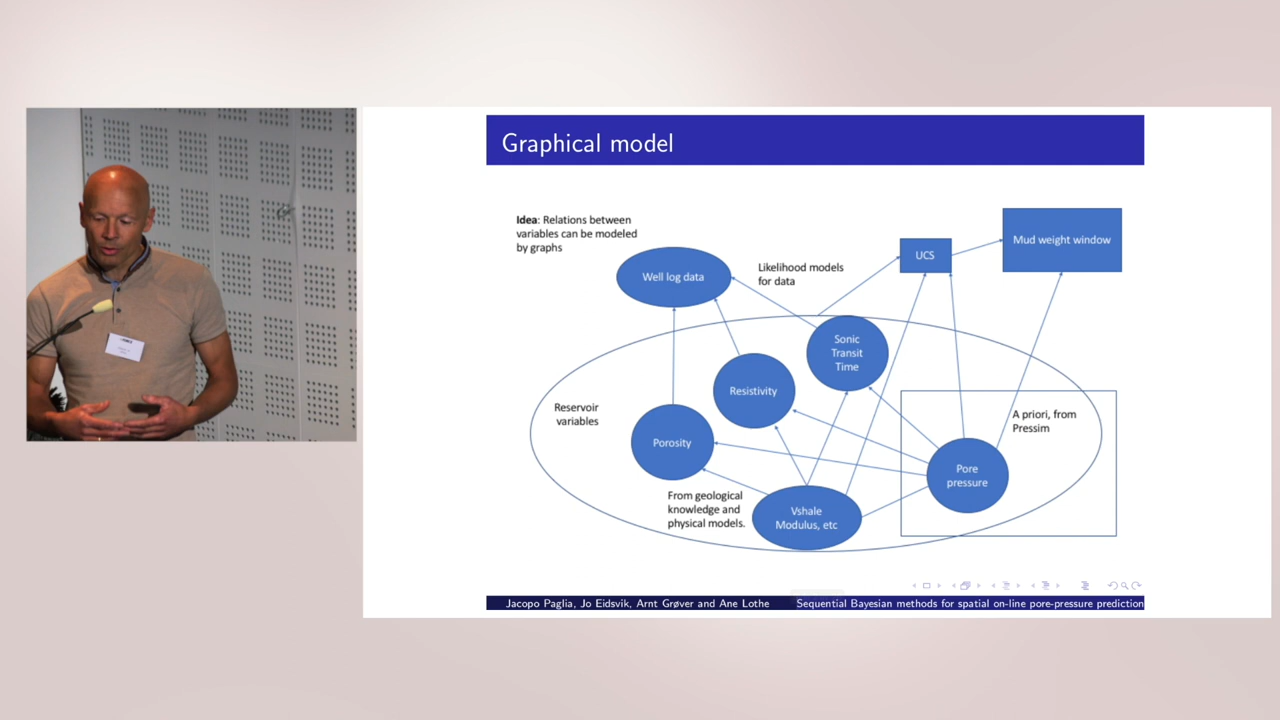 Graphical model
Idea: Relations between
variables can be modeled
by graphs
Well log data
Likelihood models
for data
UCS
Mud weight window
Sonic
Transit
Time
Resistivity
Reservoir
variables
Porosity
A priori, from
Pressim
Pore
pressure
From geological
knowledge and
physical models.
Vshale
Modulus, etc
Jacopo Paglia, Jo Eidsvik, Arnt Grøver and Ane Lothe
Sequential Bayesian methods for spatial on-line pore-pressure prediction